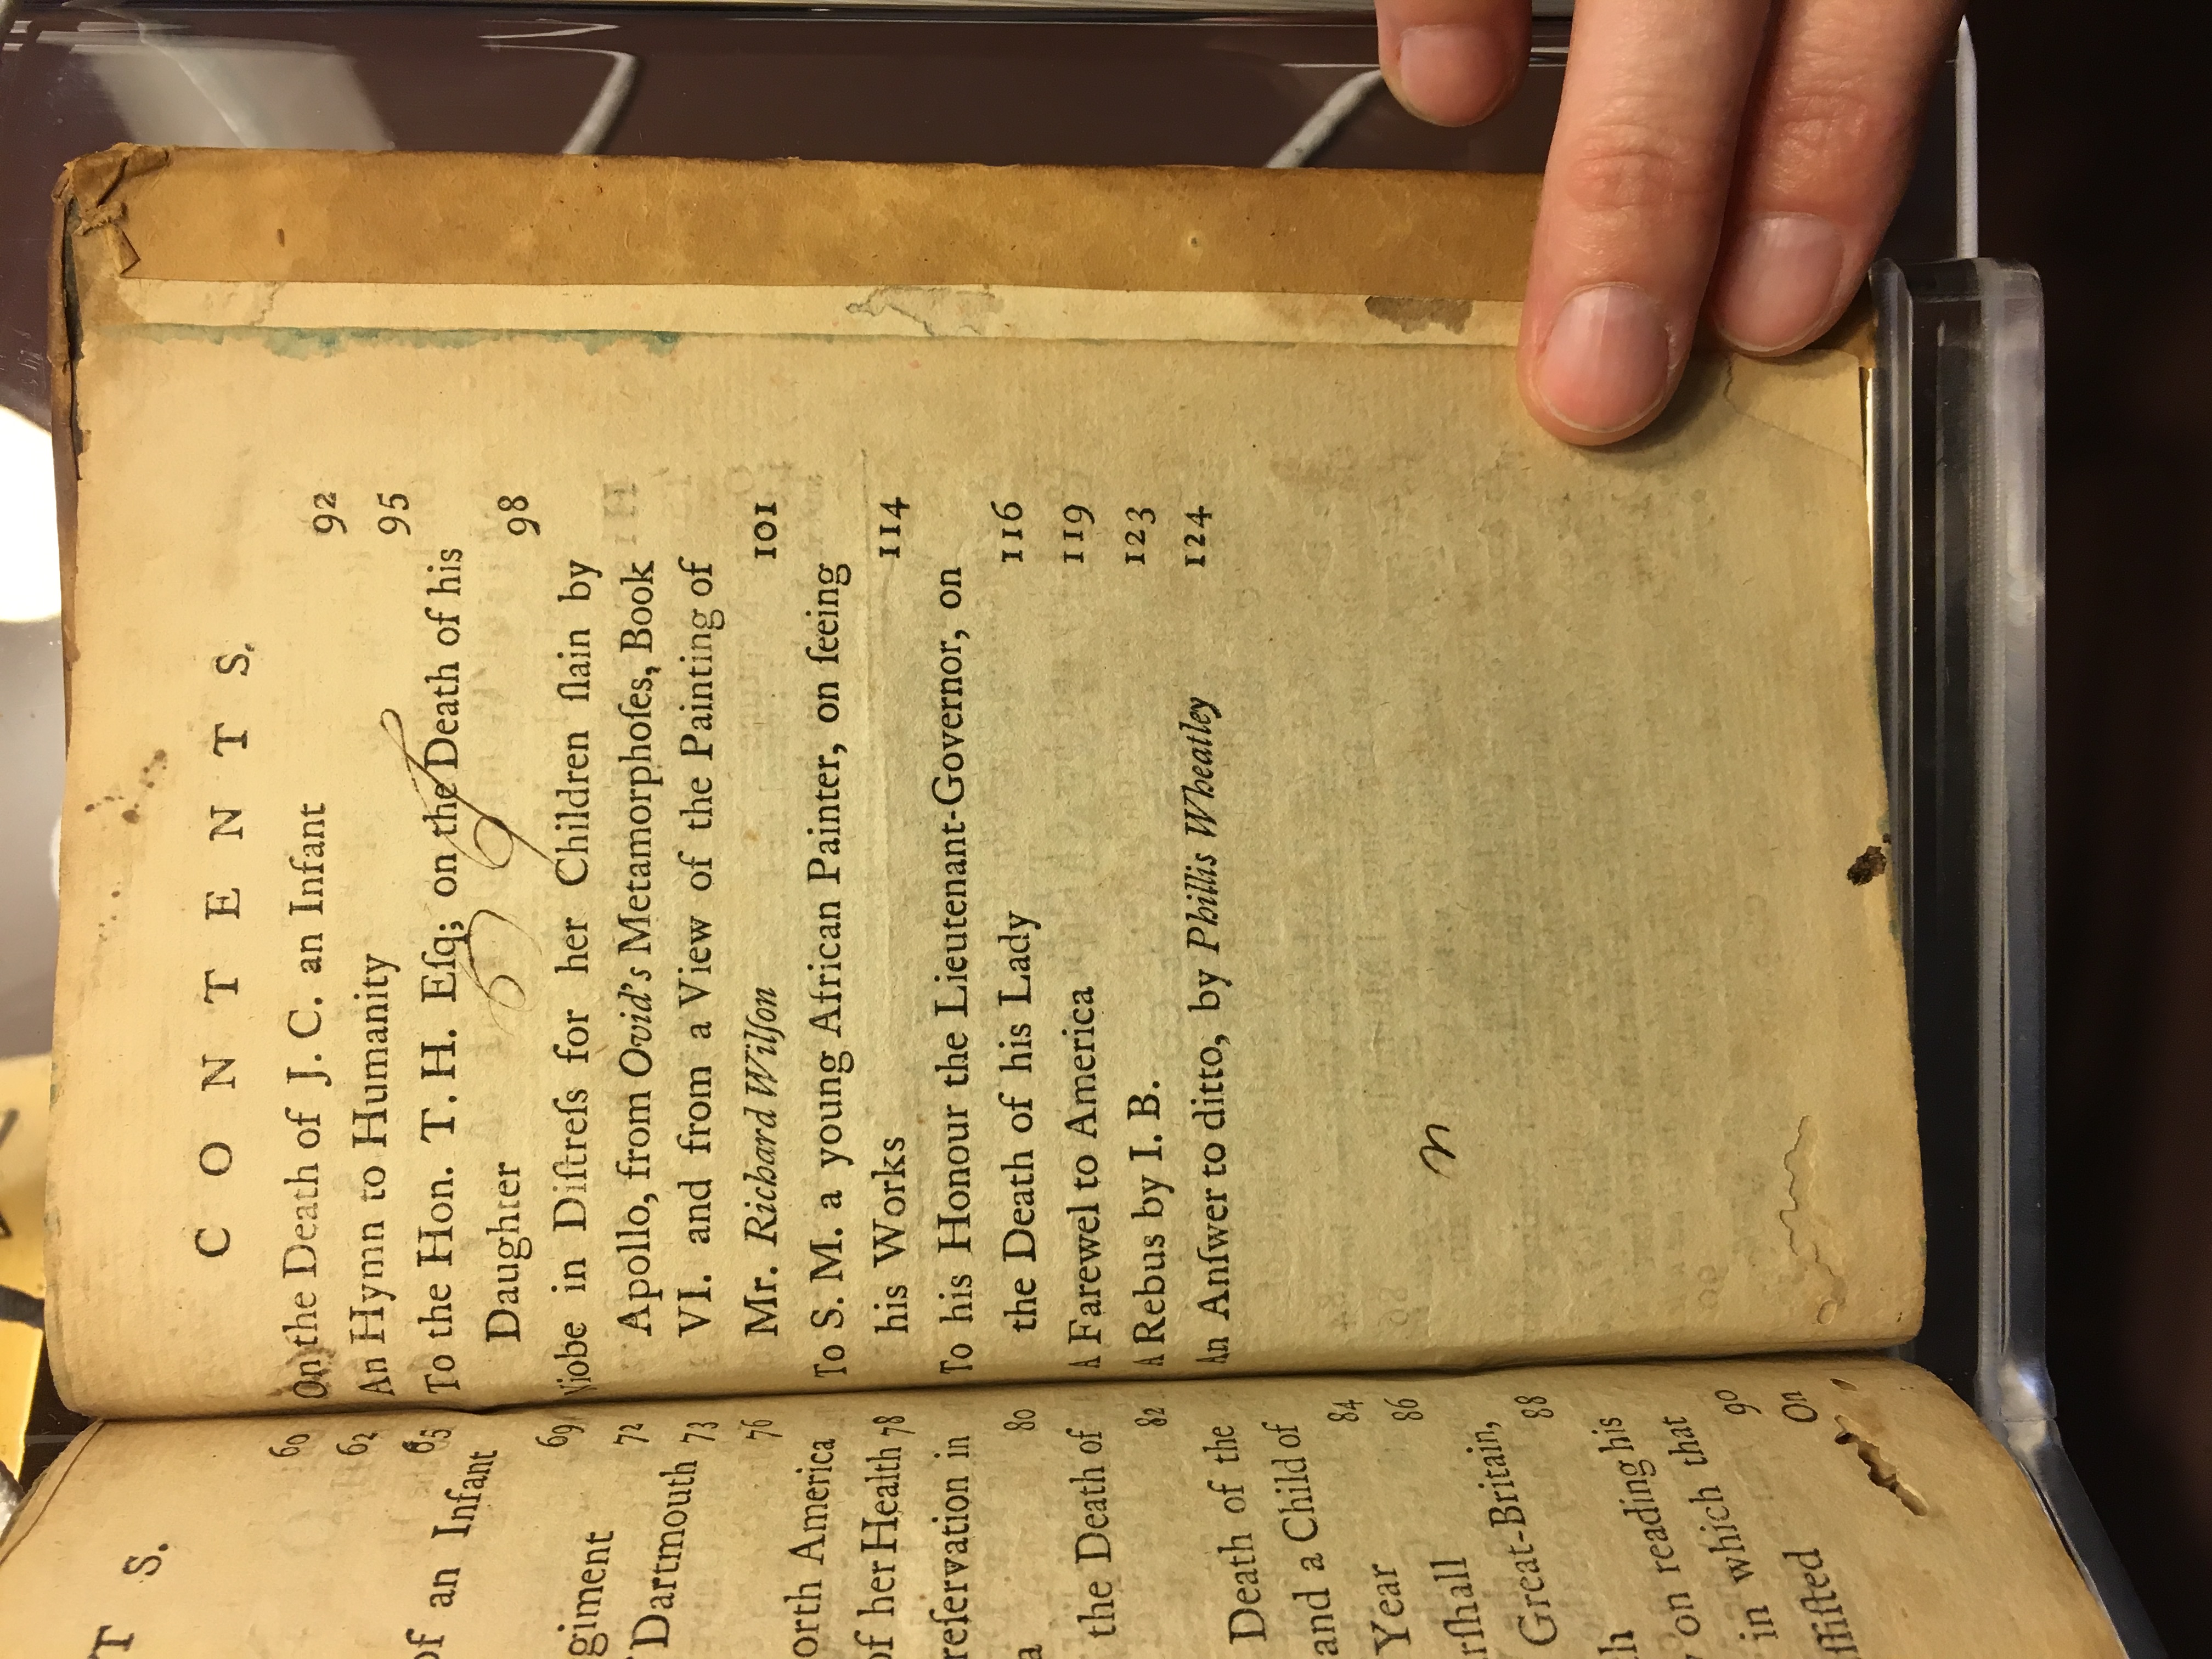 T S.
60
62
65
of an Infant
69
giment
72
Dartmouth 73
76
orth America
of her Health 78
reſervation in
a 80
the Death of
82
Death of the
and a Child of
84
Year
86
rſhall
Great-Britain,
88
th
on reading his
in which that
90
ſſiſted
On
CONTENTS.
On the Death of J. C. an Infant 92
An Hymn to Humanity 95
To the Hon. T. H. Eſq; on the Death of his
Daughter 98
Niobe in Diſtreſs for her Children ſlain by
Apollo, from Ovid's Metamorphoſes, Book
VI. and from a View of the Painting of
Mr. Richard Wilſon 101
To S. M. a young African Painter, on ſeeing
his Works 114
To his Honour the Lieutenant-Governor, on
the Death of his Lady 116
A Farewel to America 119
A Rebus by I. B. 123
An Anſwer to ditto, by Phillis Wheatley 124
n